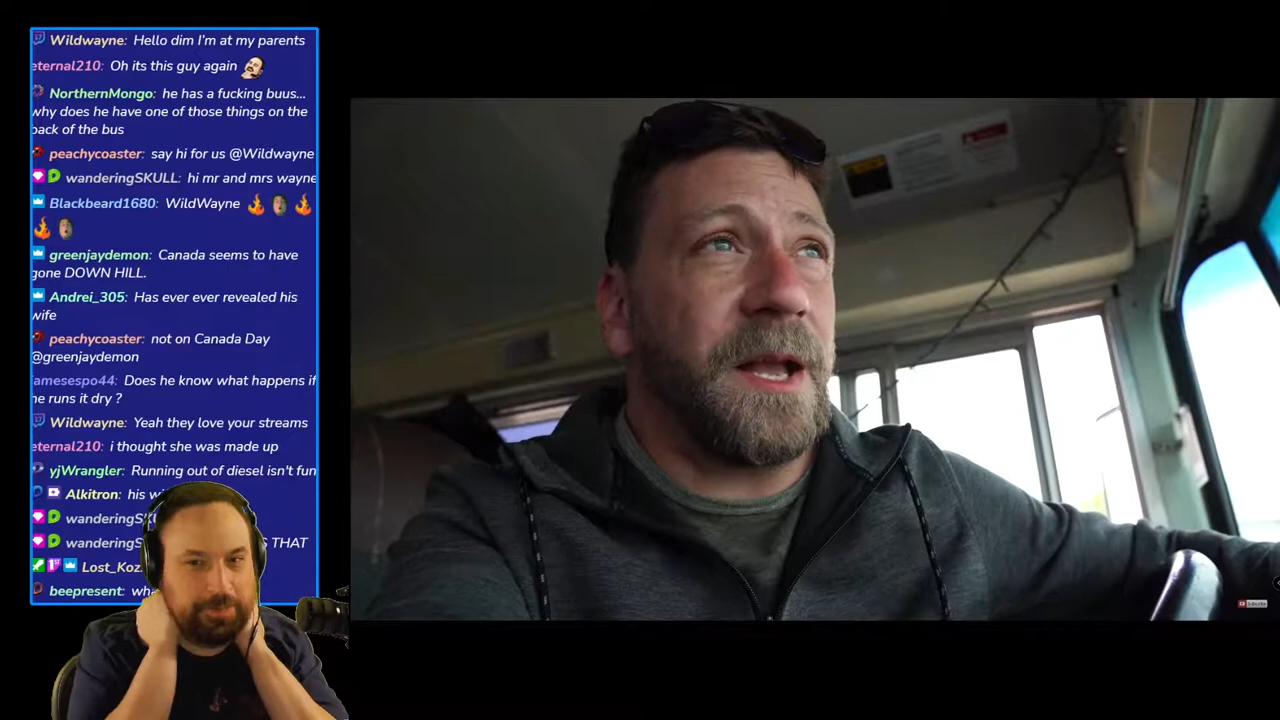 Wildwayne: Hello dim I'm at my parents
eternal210: Oh its this guy again
NorthernMongo: he has a fucking buus...
why does he have one of those things on the
back of the bus
peachycoaster: say hi for us @Wildwayne
wanderingSKULL: hi mr and mrs wayne
Blackbeard1680: WildWayne
greenjaydemon: Canada seems to have
gone DOWN HILL.
Andrei_305: Has ever ever revealed his
wife
peachycoaster: not on Canada Day
@greenjaydemon
amesespo44: Does he know what happens if
he runs it dry ?
Wildwayne: Yeah they love your streams
eternal210: i thought she was made up
yjWrangler: Running out of diesel isn't fun
Alkitron: his
wanderingSK
wanderingS THAT
Lost_Koz
beepresent: